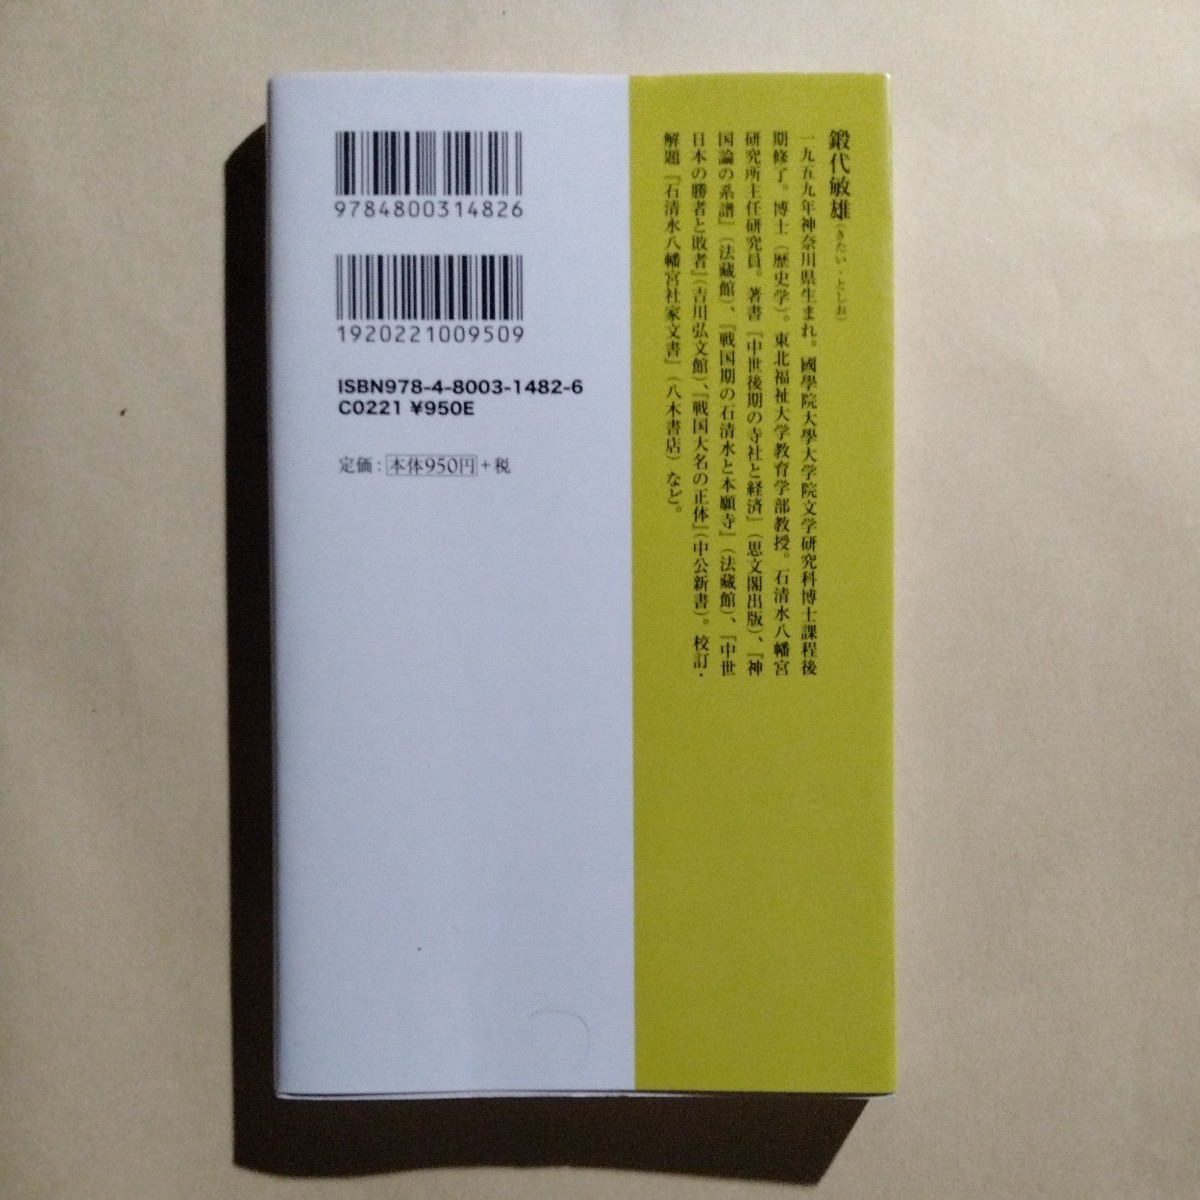 9784800314826
1920221009509
ISBN978-4-8003-1482-6
C0221 ¥950E
定価：本体950円＋税
鍛代敏雄（きたい・としお）
一九五九年神奈川県生まれ。國學院大學大学院文学研究科博士課程後
期修了。博士（歴史学）。東北福祉大学教育学部教授。石清水八幡宮
研究所主任研究員。著書『中世後期の寺社と経済』（思文閣出版）、『神
国論の系譜』（法藏館）、『戦国期の石清水と本願寺』（法藏館）、『中世
日本の勝者と敗者』（吉川弘文館）、『戦国大名の正体』（中公新書）。校訂・
解題『石清水八幡宮社家文書』（八木書店）など。